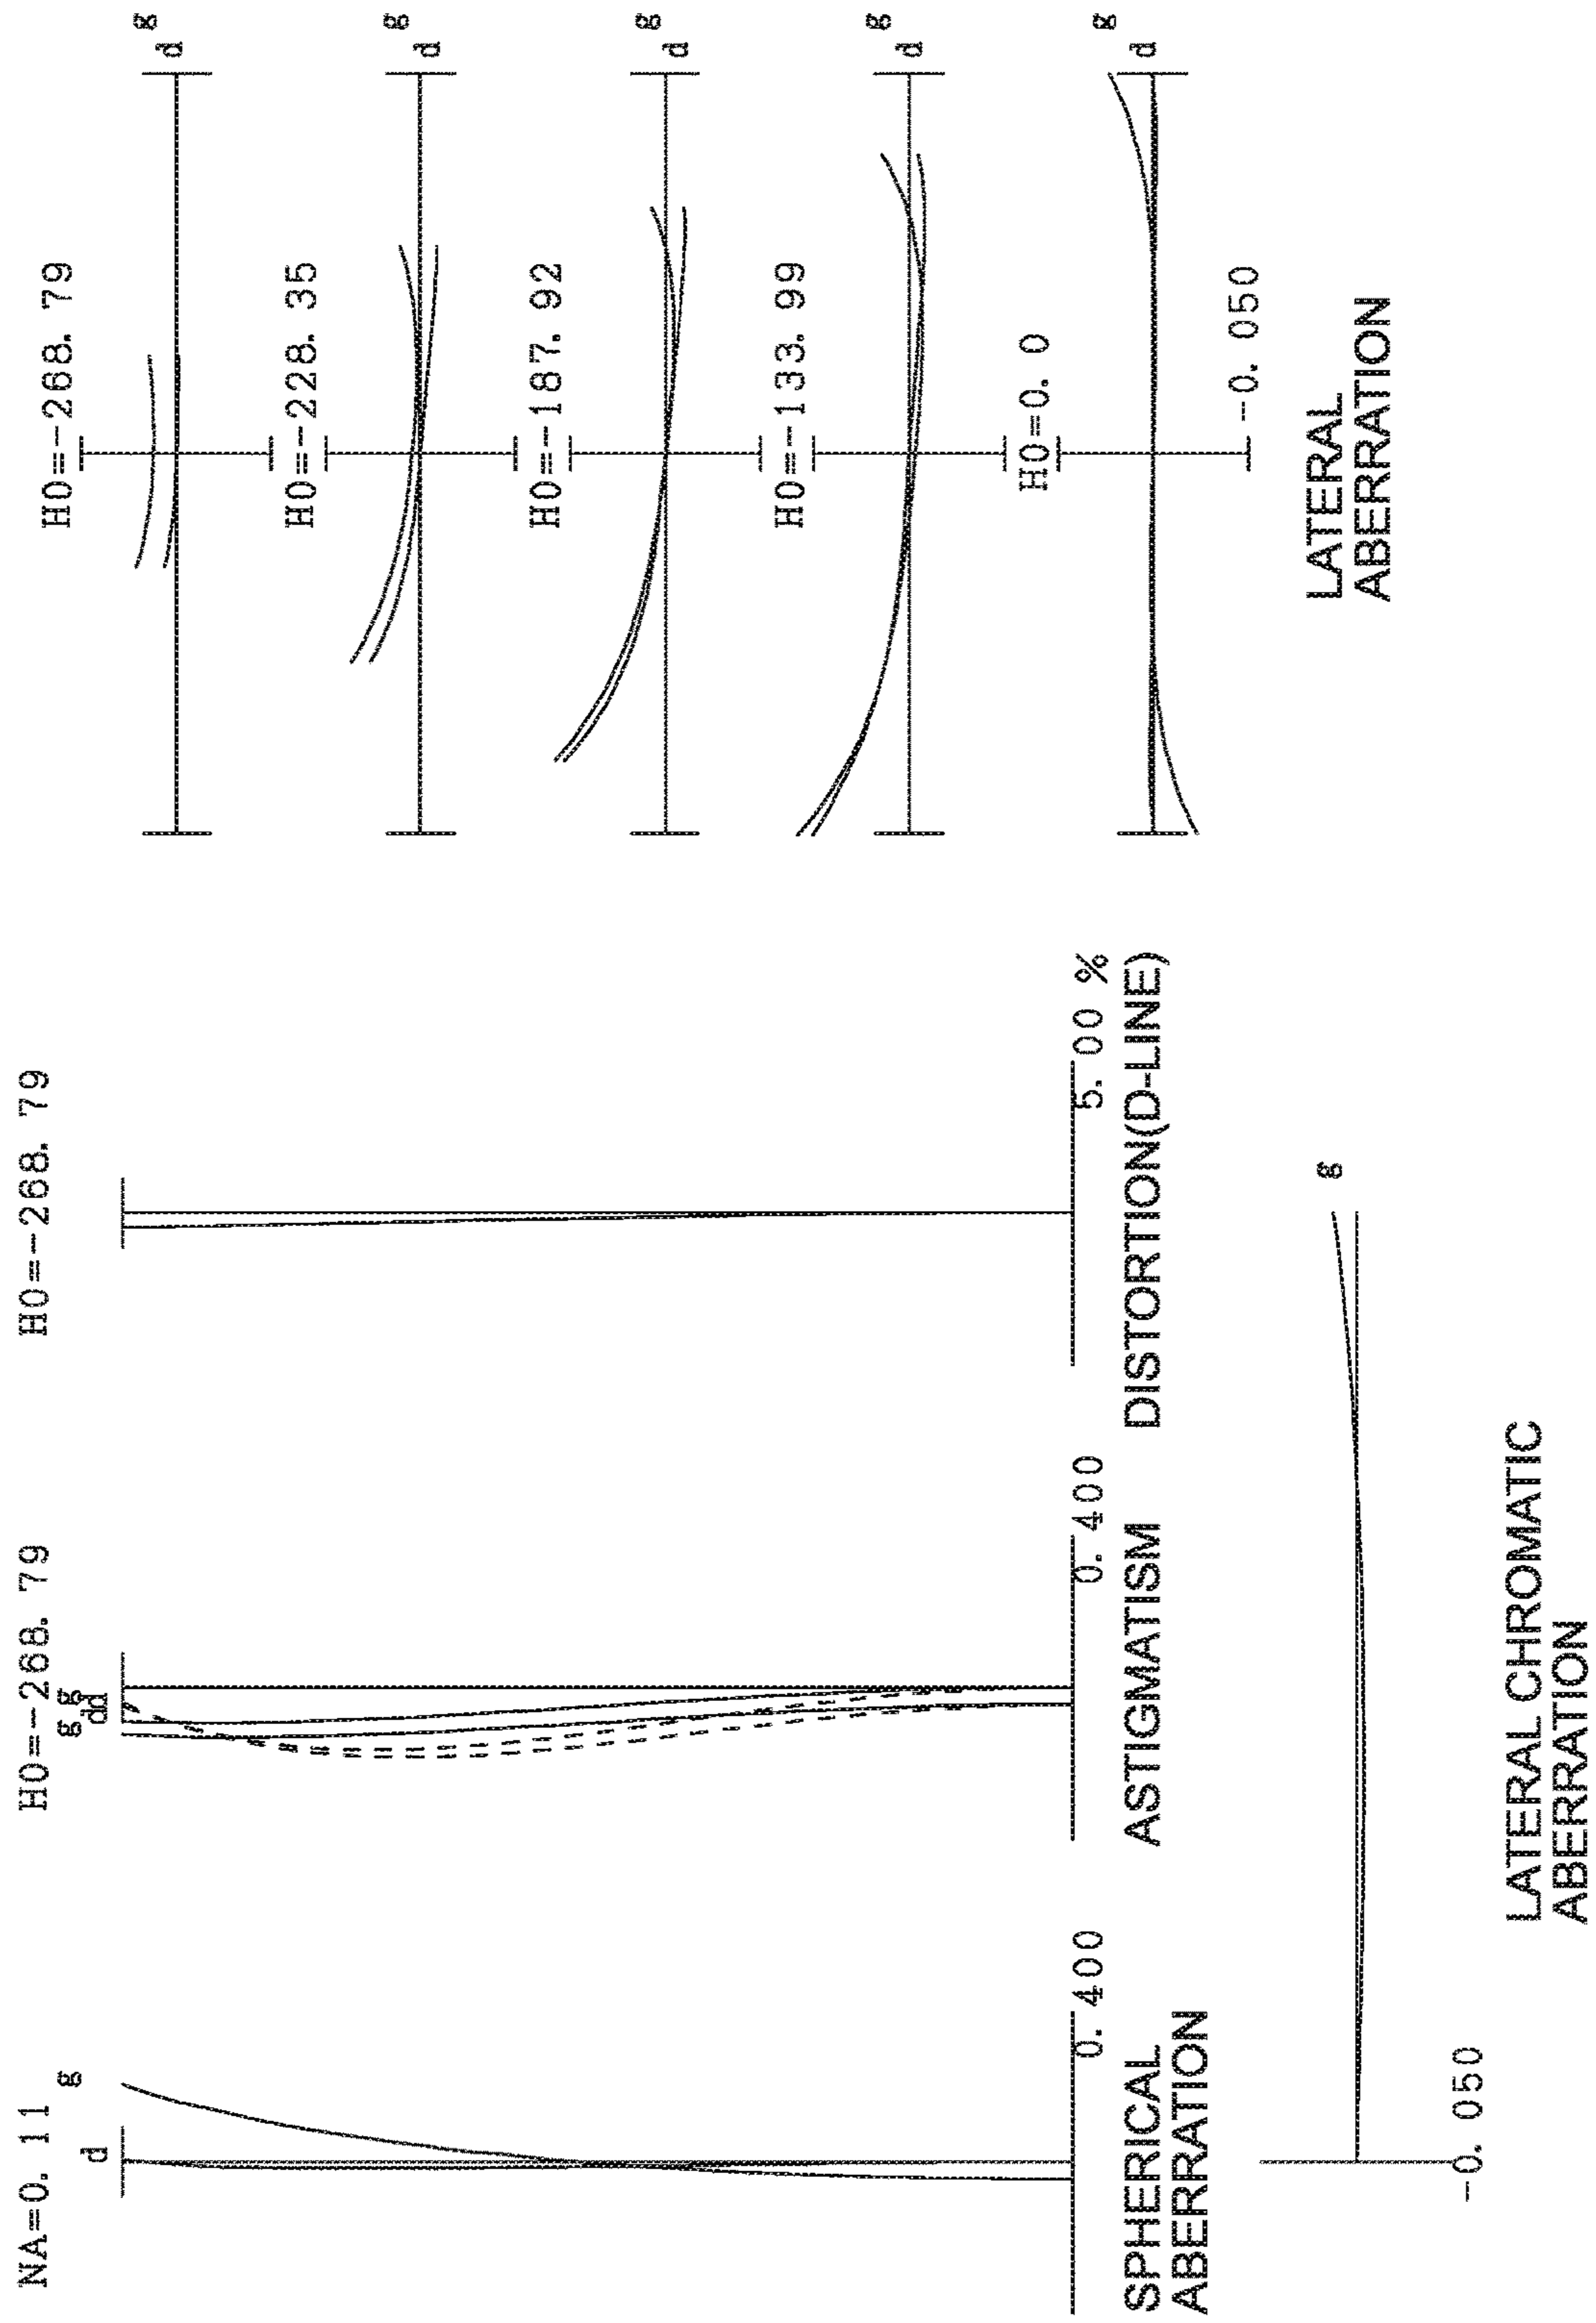 NA=0. 11
d
g
0. 400
SPHERICAL
ABERRATION
H0=-268. 79
g
g
d
d
0. 400
ASTIGMATISM
H0=-268. 79
5. 00 %
DISTORTION(D-LINE)
-0. 050
g
LATERAL CHROMATIC
ABERRATION
H0=-268. 79
g
d
H0=-228. 35
g
d
H0=-187. 92
g
d
H0=-133. 99
g
d
H0=0. 0
g
d
-0. 050
LATERAL
ABERRATION